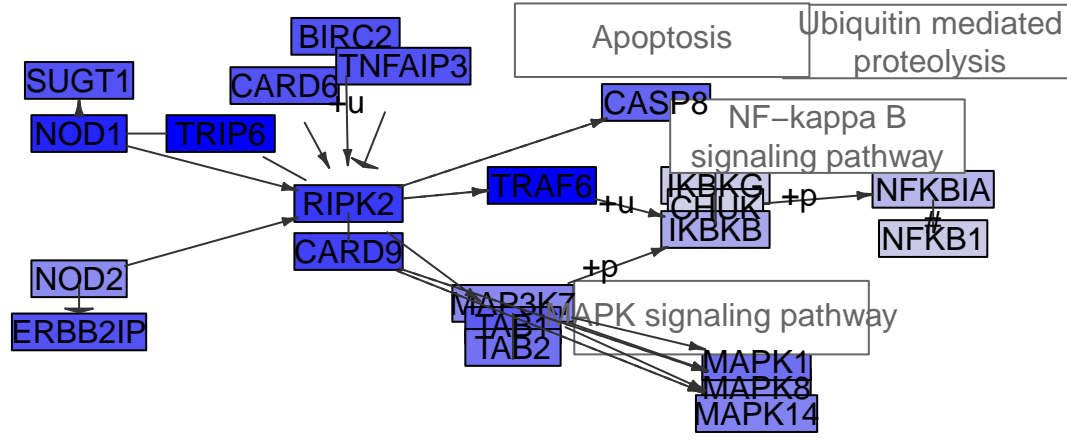 BIRC2
Apoptosis
Ubiquitin mediated
proteolysis
TNFAIP3
SUGT1
CARD6
+u
CASP8
NOD1
TRIP6
NF−kappa B
signaling pathway
RIPK2
TRAF6
+u
IKBKG
CHUK
IKBKB
+p
NFKBIA
#
NFKB1
CARD9
NOD2
+p
MAP3K7
ERBB2IP
TAB1
TAB2
MAPK signaling pathway
MAPK1
MAPK8
MAPK14